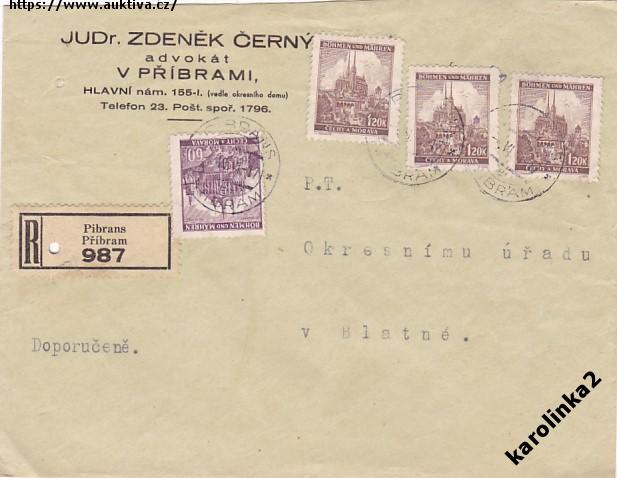 https://www.auktiva.cz/
JUDr. ZDENĚK ČERNÝ
advokát
V PŘÍBRAMI,
HLAVNÍ nám. 155-I. (vedle okresního domu)
Telefon 23. Pošt. spoř. 1796.
BÖHMEN UND MÄHREN
1.20K
ČECHY A MORAVA
BÖHMEN UND MÄHREN
1.20K
ČECHY A MORAVA
BÖHMEN UND MÄHREN
1.20K
ČECHY A MORAVA
BÖHMEN UND MÄHREN
60
ČECHY A MORAVA
R
Pibrans
Příbram
987
P.T.
Okresnímu úřadu
v Blatné.
Doporučeně.
karolinka2